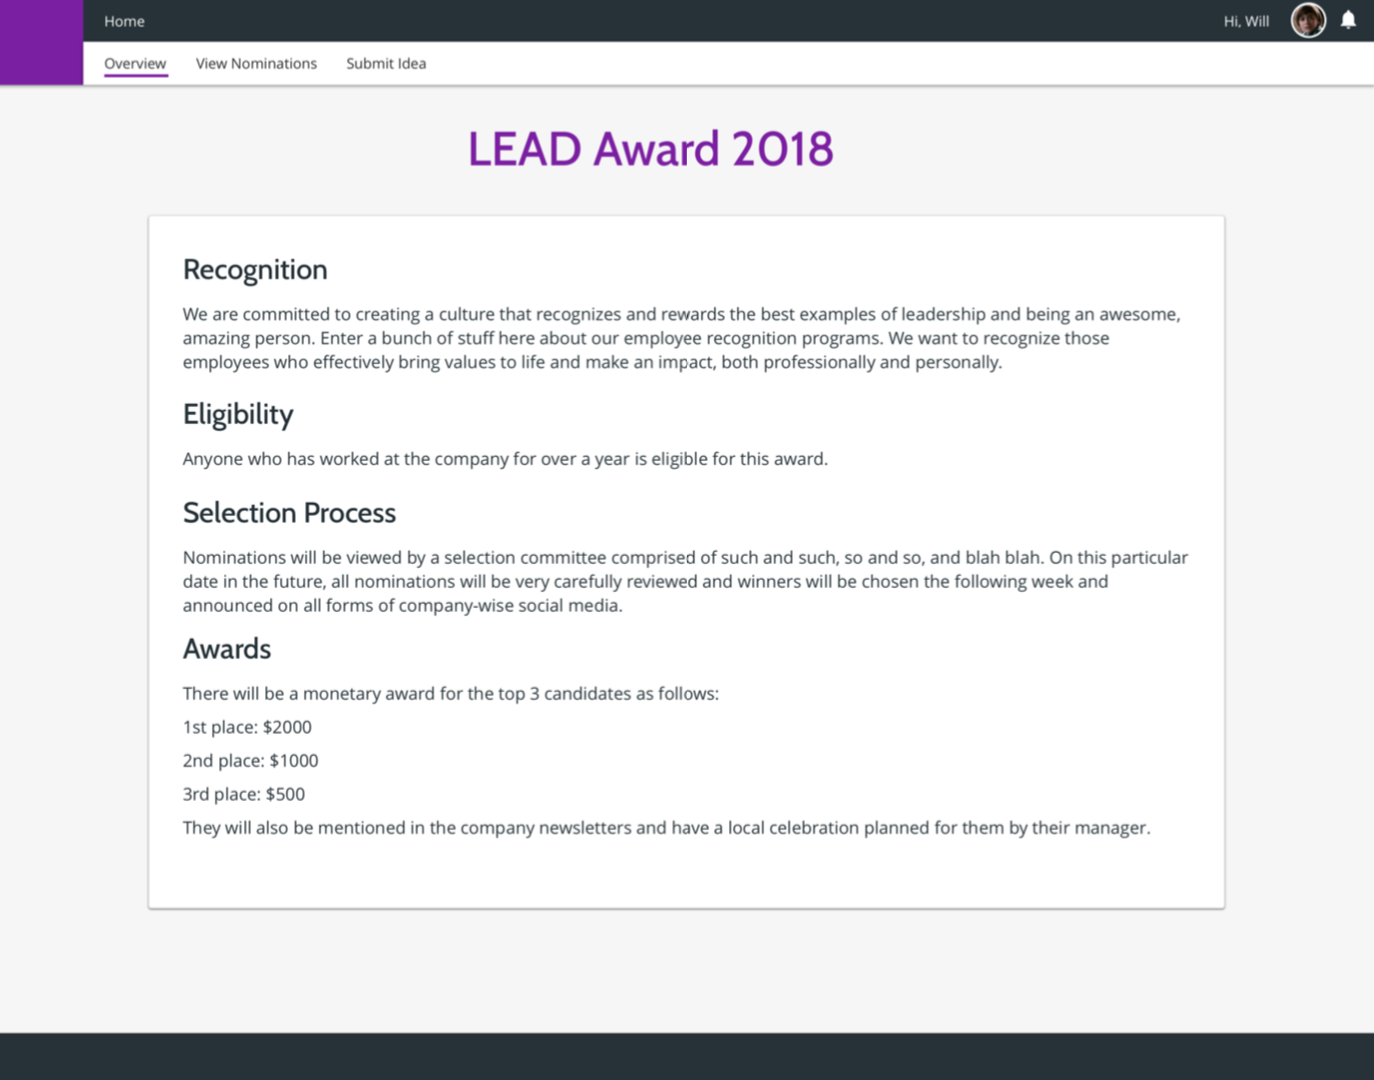 Home
Hi, Will
Overview
View Nominations
Submit Idea
LEAD Award 2018
Recognition
We are committed to creating a culture that recognizes and rewards the best examples of leadership and being an awesome,
amazing person. Enter a bunch of stuff here about our employee recognition programs. We want to recognize those
employees who effectively bring values to life and make an impact, both professionally and personally.
Eligibility
Anyone who has worked at the company for over a year is eligible for this award.
Selection Process
Nominations will be viewed by a selection committee comprised of such and such, so and so, and blah blah. On this particular
date in the future, all nominations will be very carefully reviewed and winners will be chosen the following week and
announced on all forms of company-wise social media.
Awards
There will be a monetary award for the top 3 candidates as follows:
1st place: $2000
2nd place: $1000
3rd place: $500
They will also be mentioned in the company newsletters and have a local celebration planned for them by their manager.